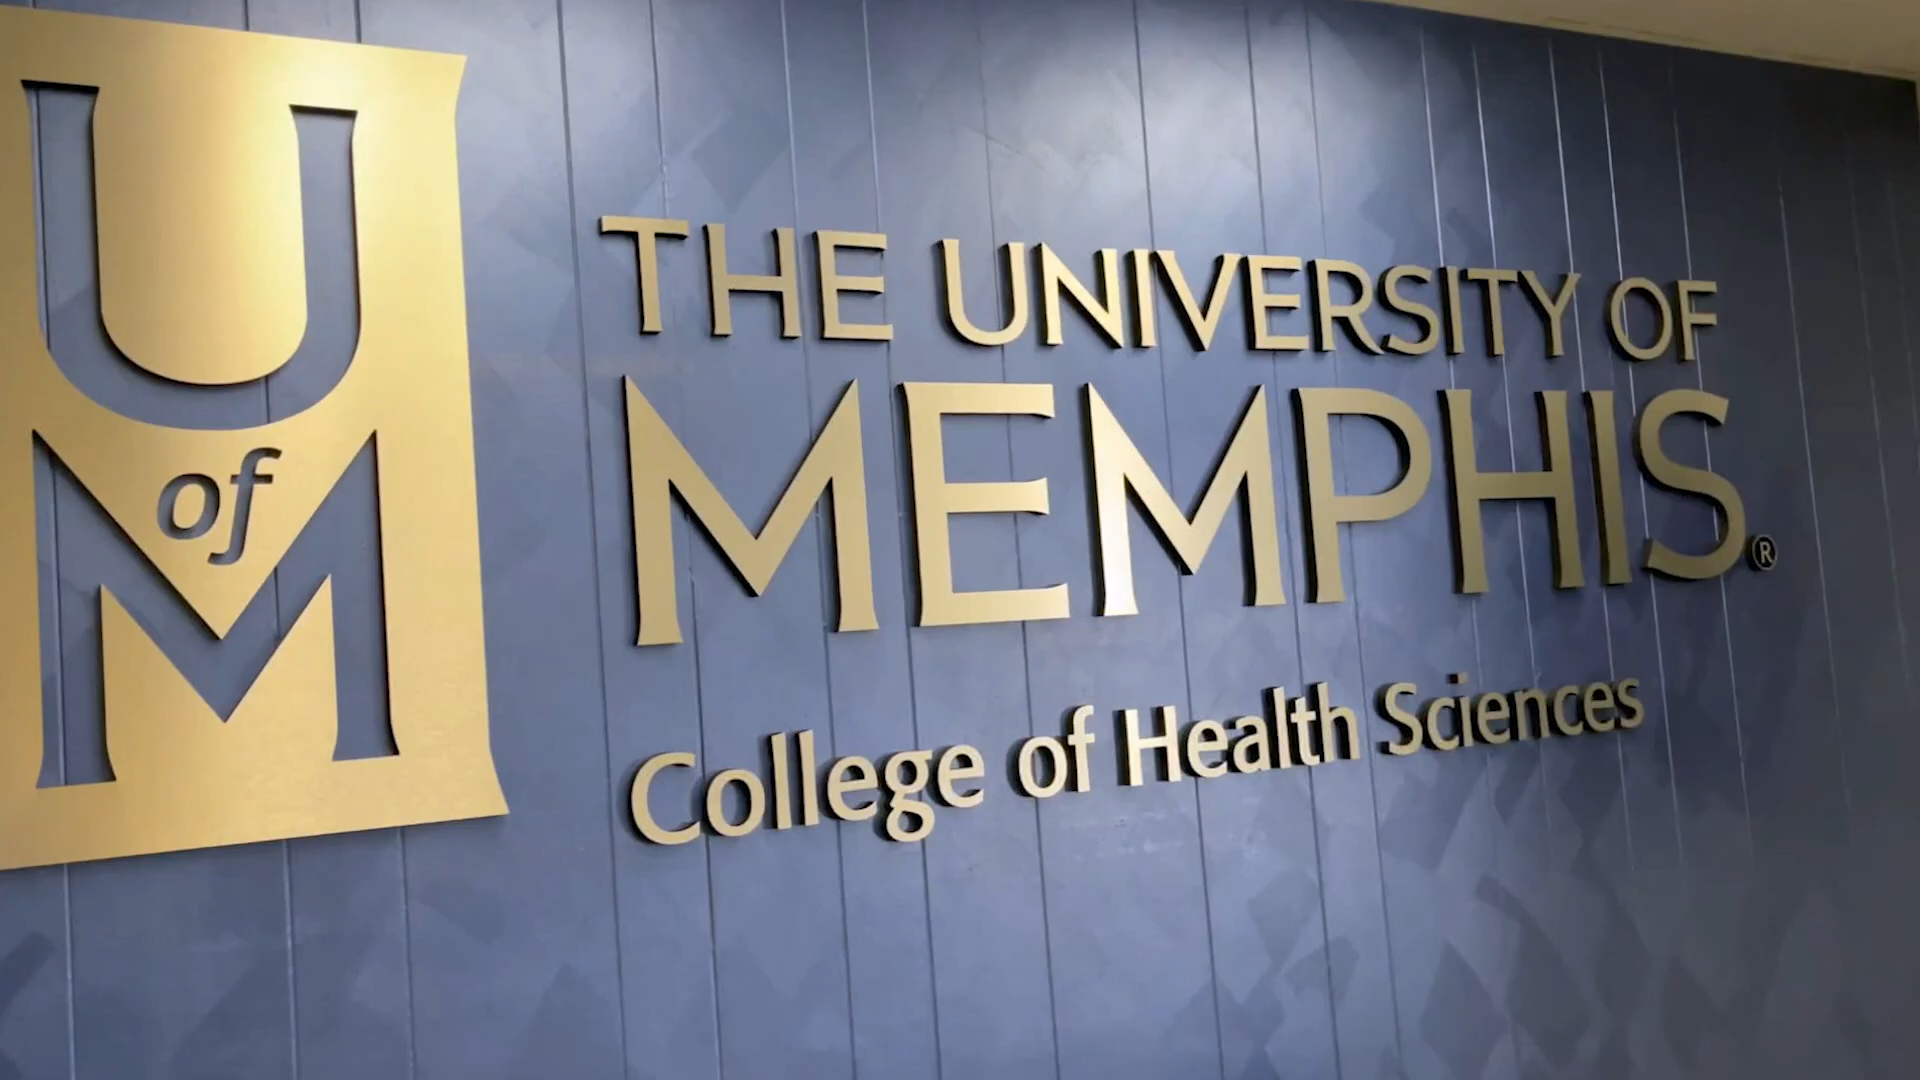 U
of
M
THE UNIVERSITY OF
MEMPHIS®
College of Health Sciences